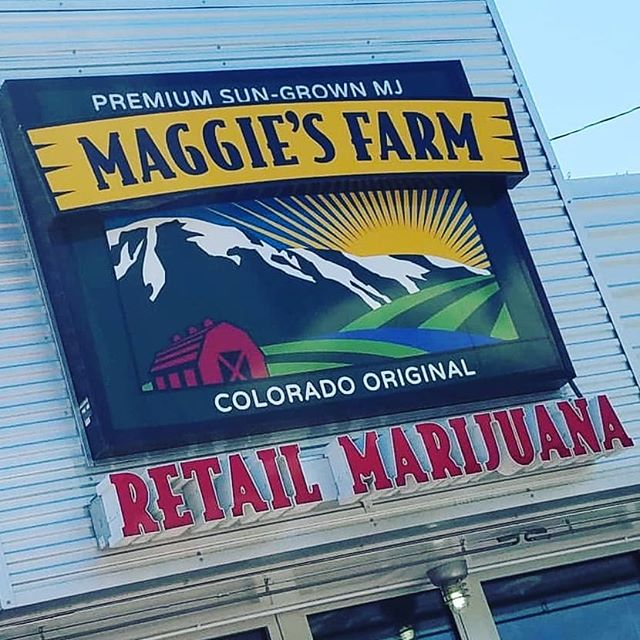 PREMIUM SUN-GROWN MJ
MAGGIE'S FARM
COLORADO ORIGINAL
RETAIL MARIJUANA